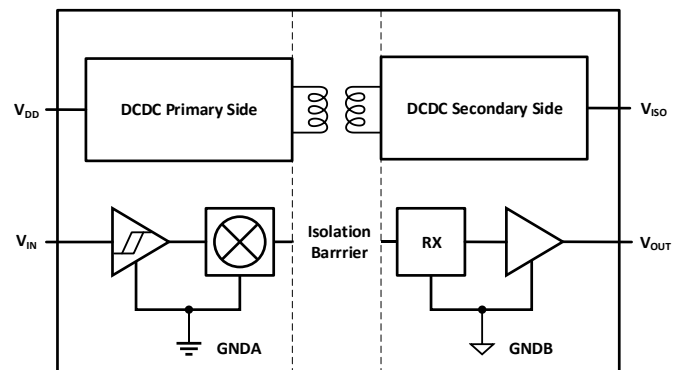 DCDC Primary Side
DCDC Secondary Side
VDD
VISO
VIN
Isolation
Barrrier
RX
VOUT
GNDA
GNDB